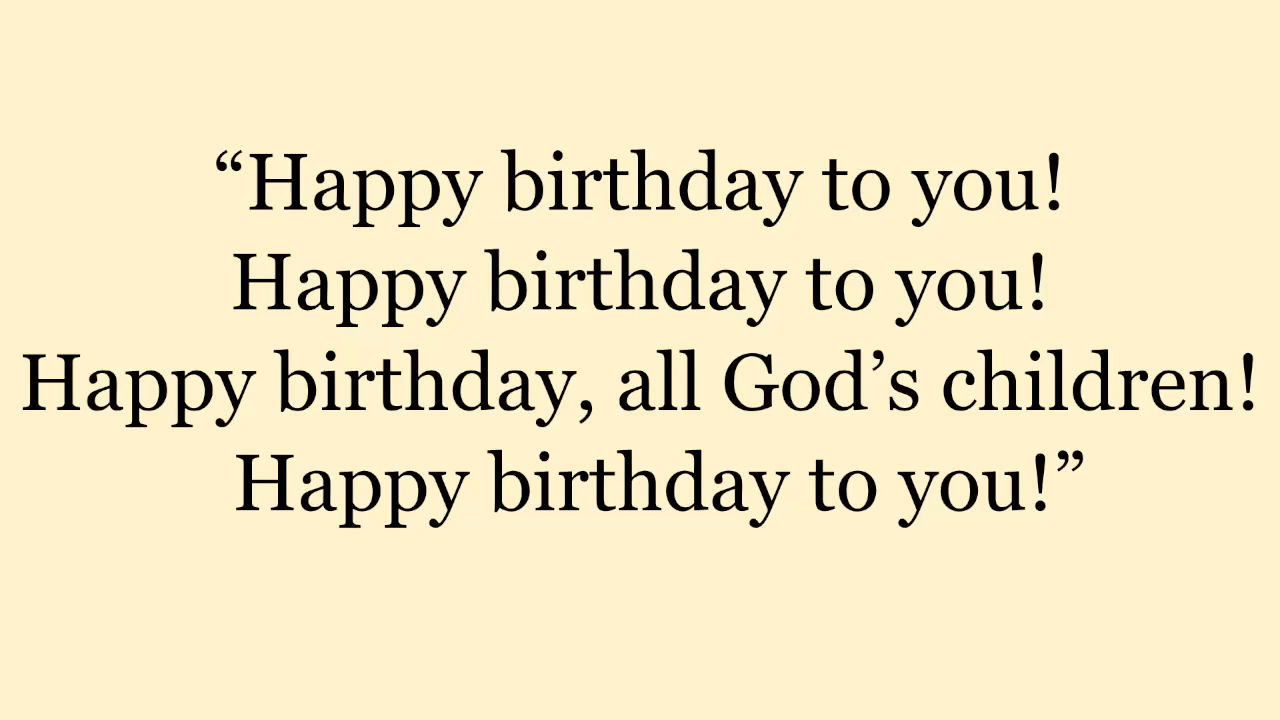 “Happy birthday to you!
Happy birthday to you!
Happy birthday, all God’s children!
Happy birthday to you!”